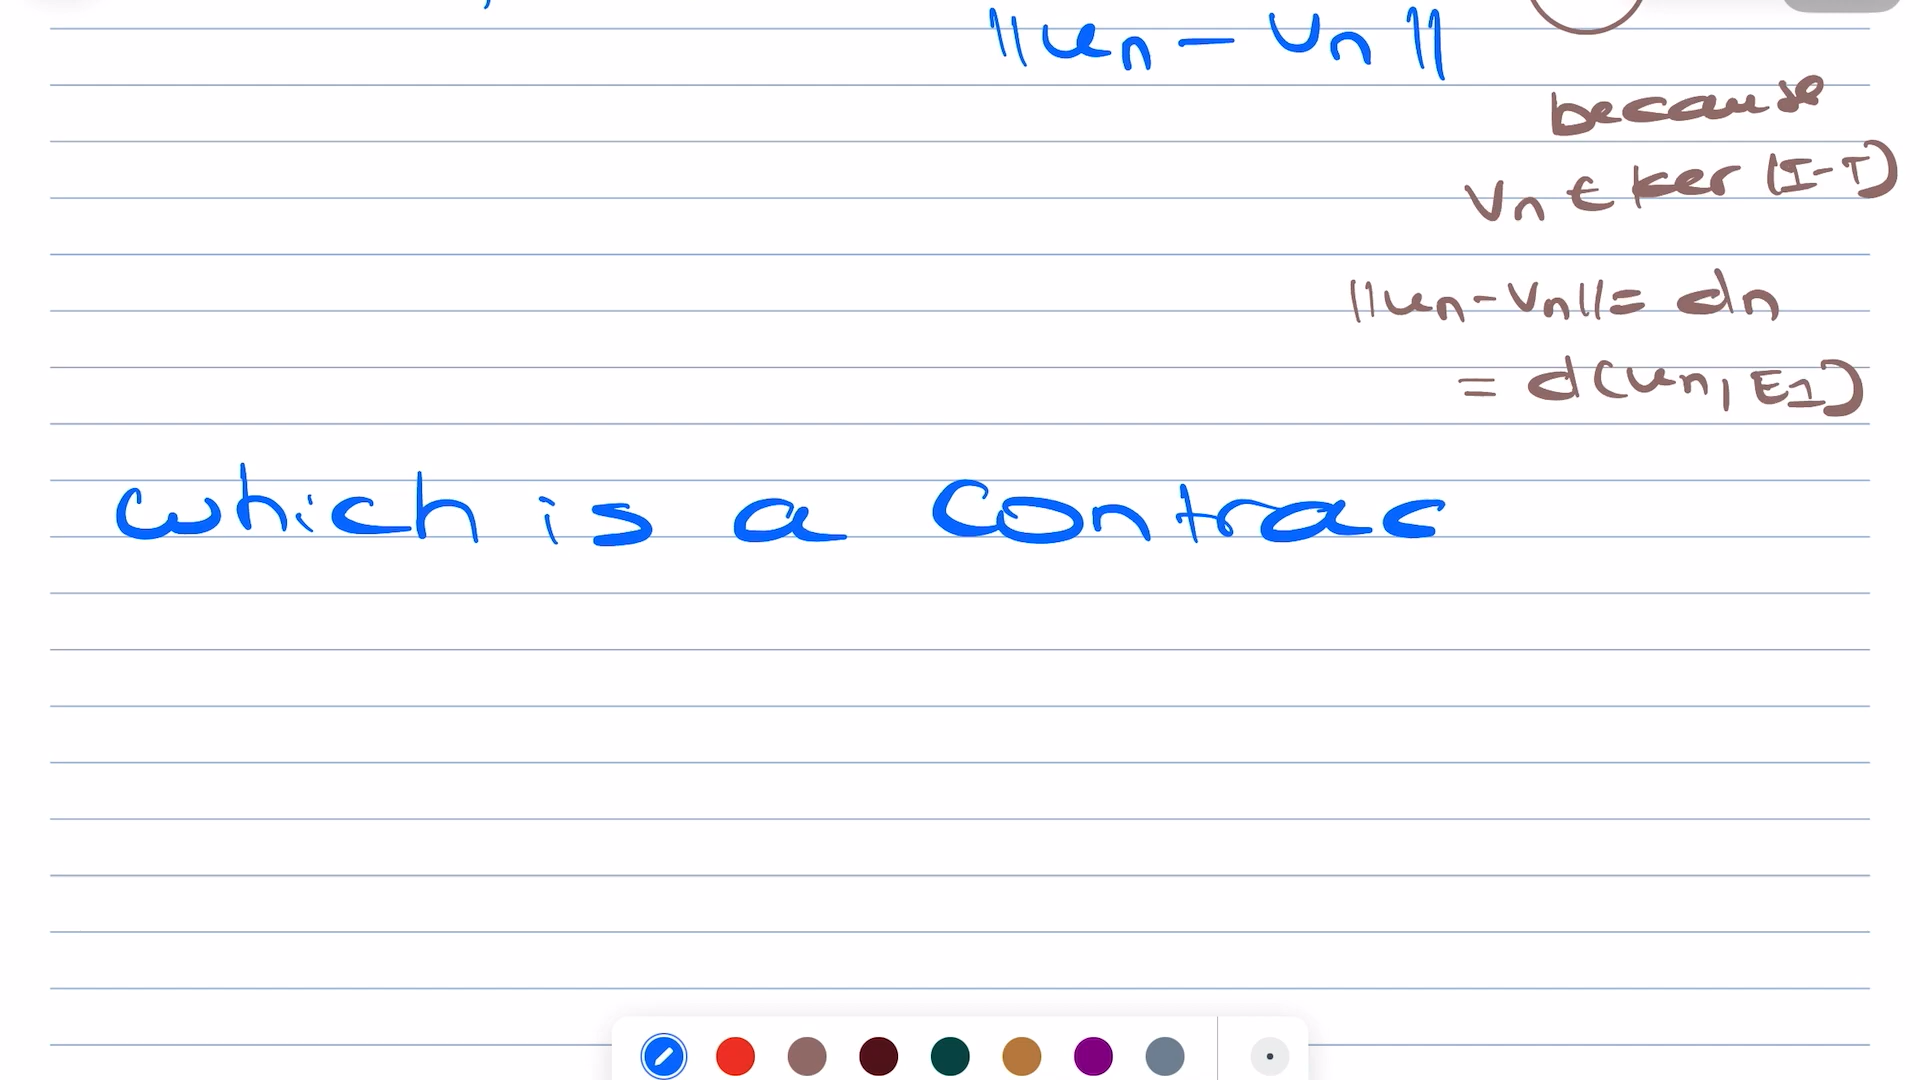 ||un - vn||
because
vn ∈ ker (I-T)
||un - vn|| = dn
= d(un, E1)
which is a contrac